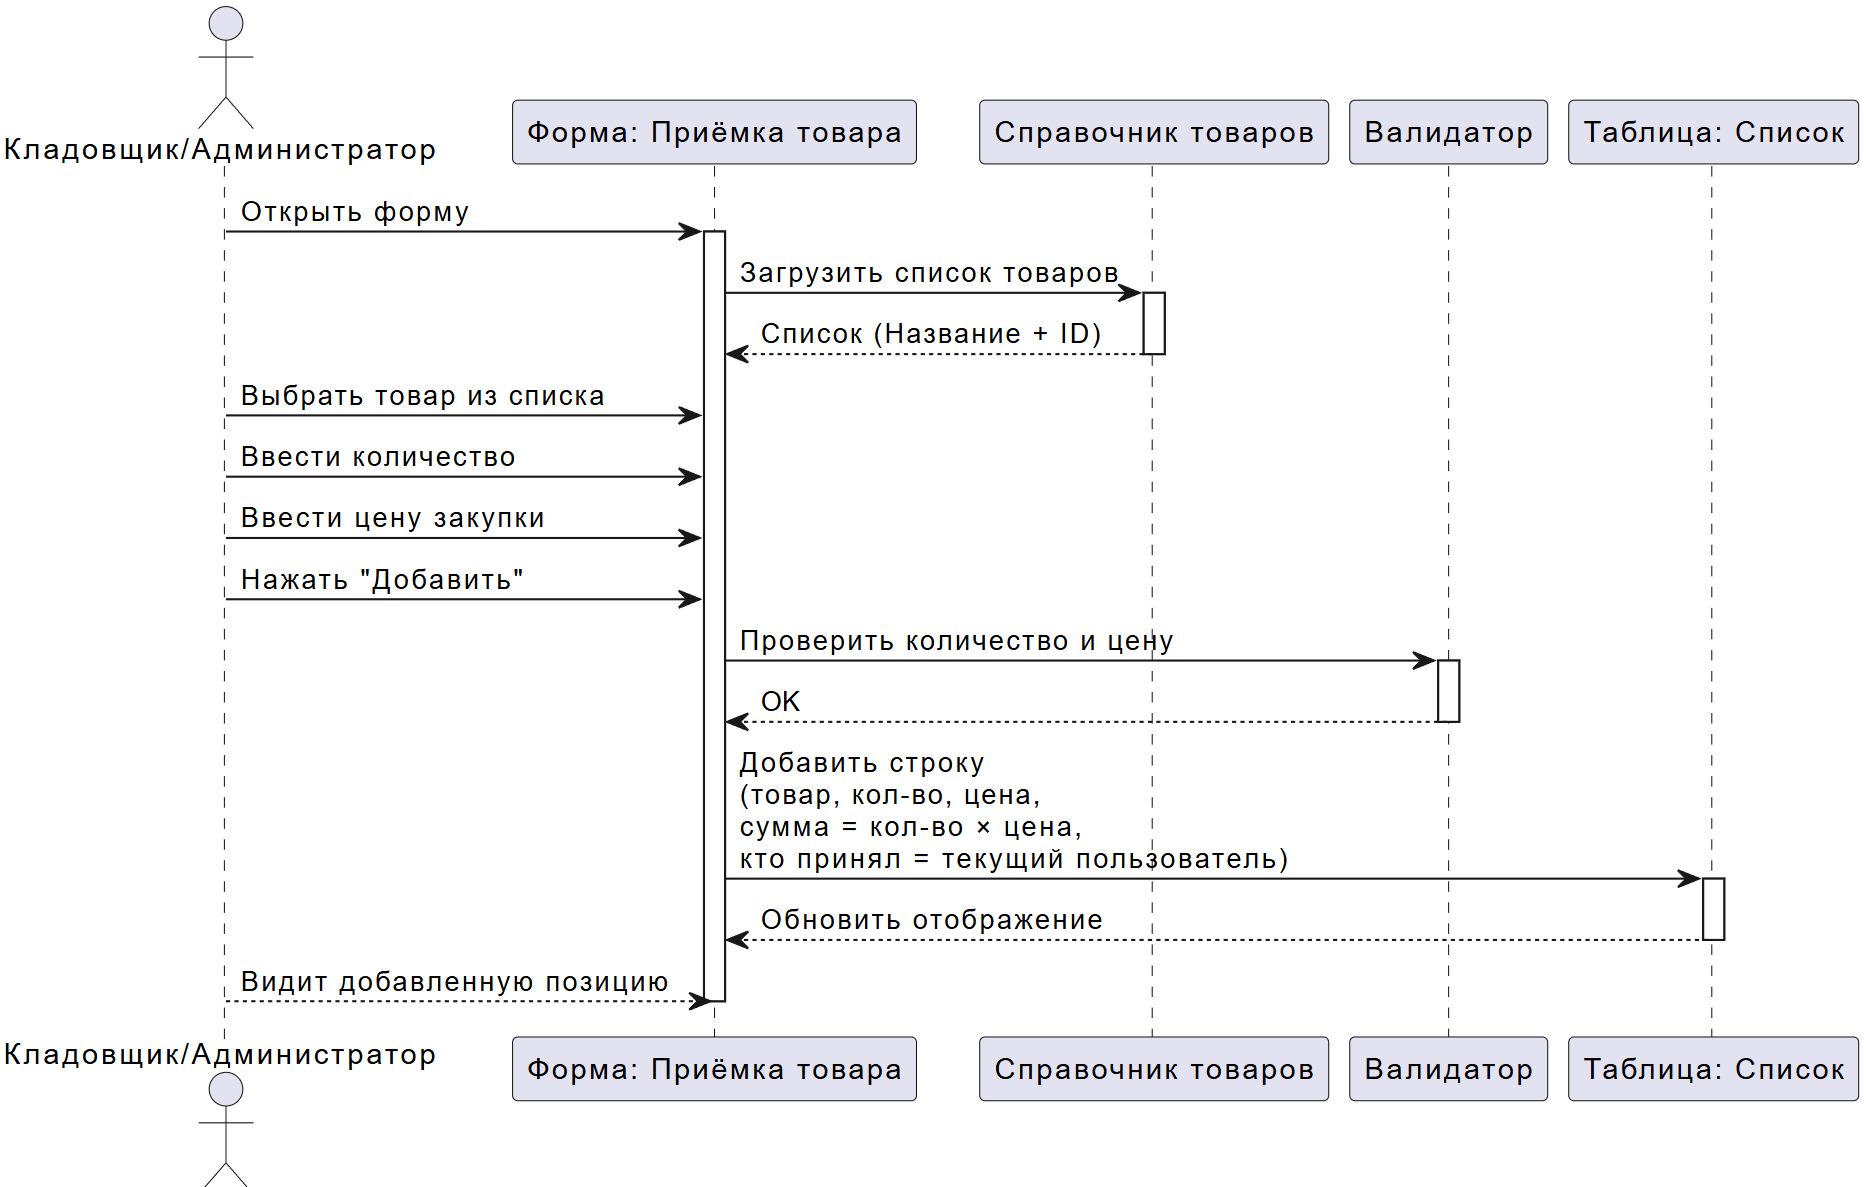 Кладовщик/Администратор
Форма: Приёмка товара
Справочник товаров
Валидатор
Таблица: Список
Открыть форму
Загрузить список товаров
Список (Название + ID)
Выбрать товар из списка
Ввести количество
Ввести цену закупки
Нажать "Добавить"
Проверить количество и цену
OK
Добавить строку
(товар, кол-во, цена,
сумма = кол-во × цена,
кто принял = текущий пользователь)
Обновить отображение
Видит добавленную позицию
Кладовщик/Администратор
Форма: Приёмка товара
Справочник товаров
Валидатор
Таблица: Список